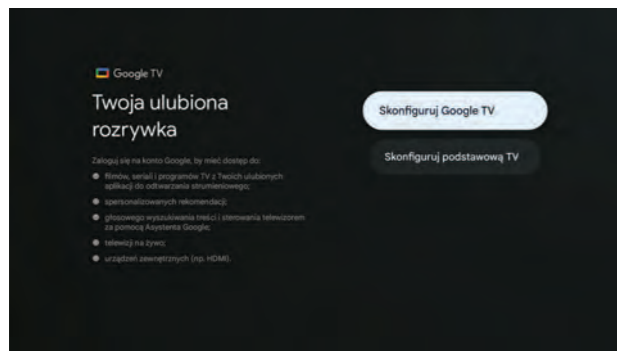 Google TV
Twoja ulubiona
rozrywka
Zaloguj się na konto Google, by mieć dostęp do:
filmów, seriali i programów TV z Twoich ulubionych
aplikacji do odtwarzania strumieniowego;
spersonalizowanych rekomendacji;
głosowego wyszukiwania treści i sterowania telewizorem
za pomocą Asystenta Google;
telewizji na żywo;
urządzeń zewnętrznych (np. HDMI).
Skonfiguruj Google TV
Skonfiguruj podstawową TV